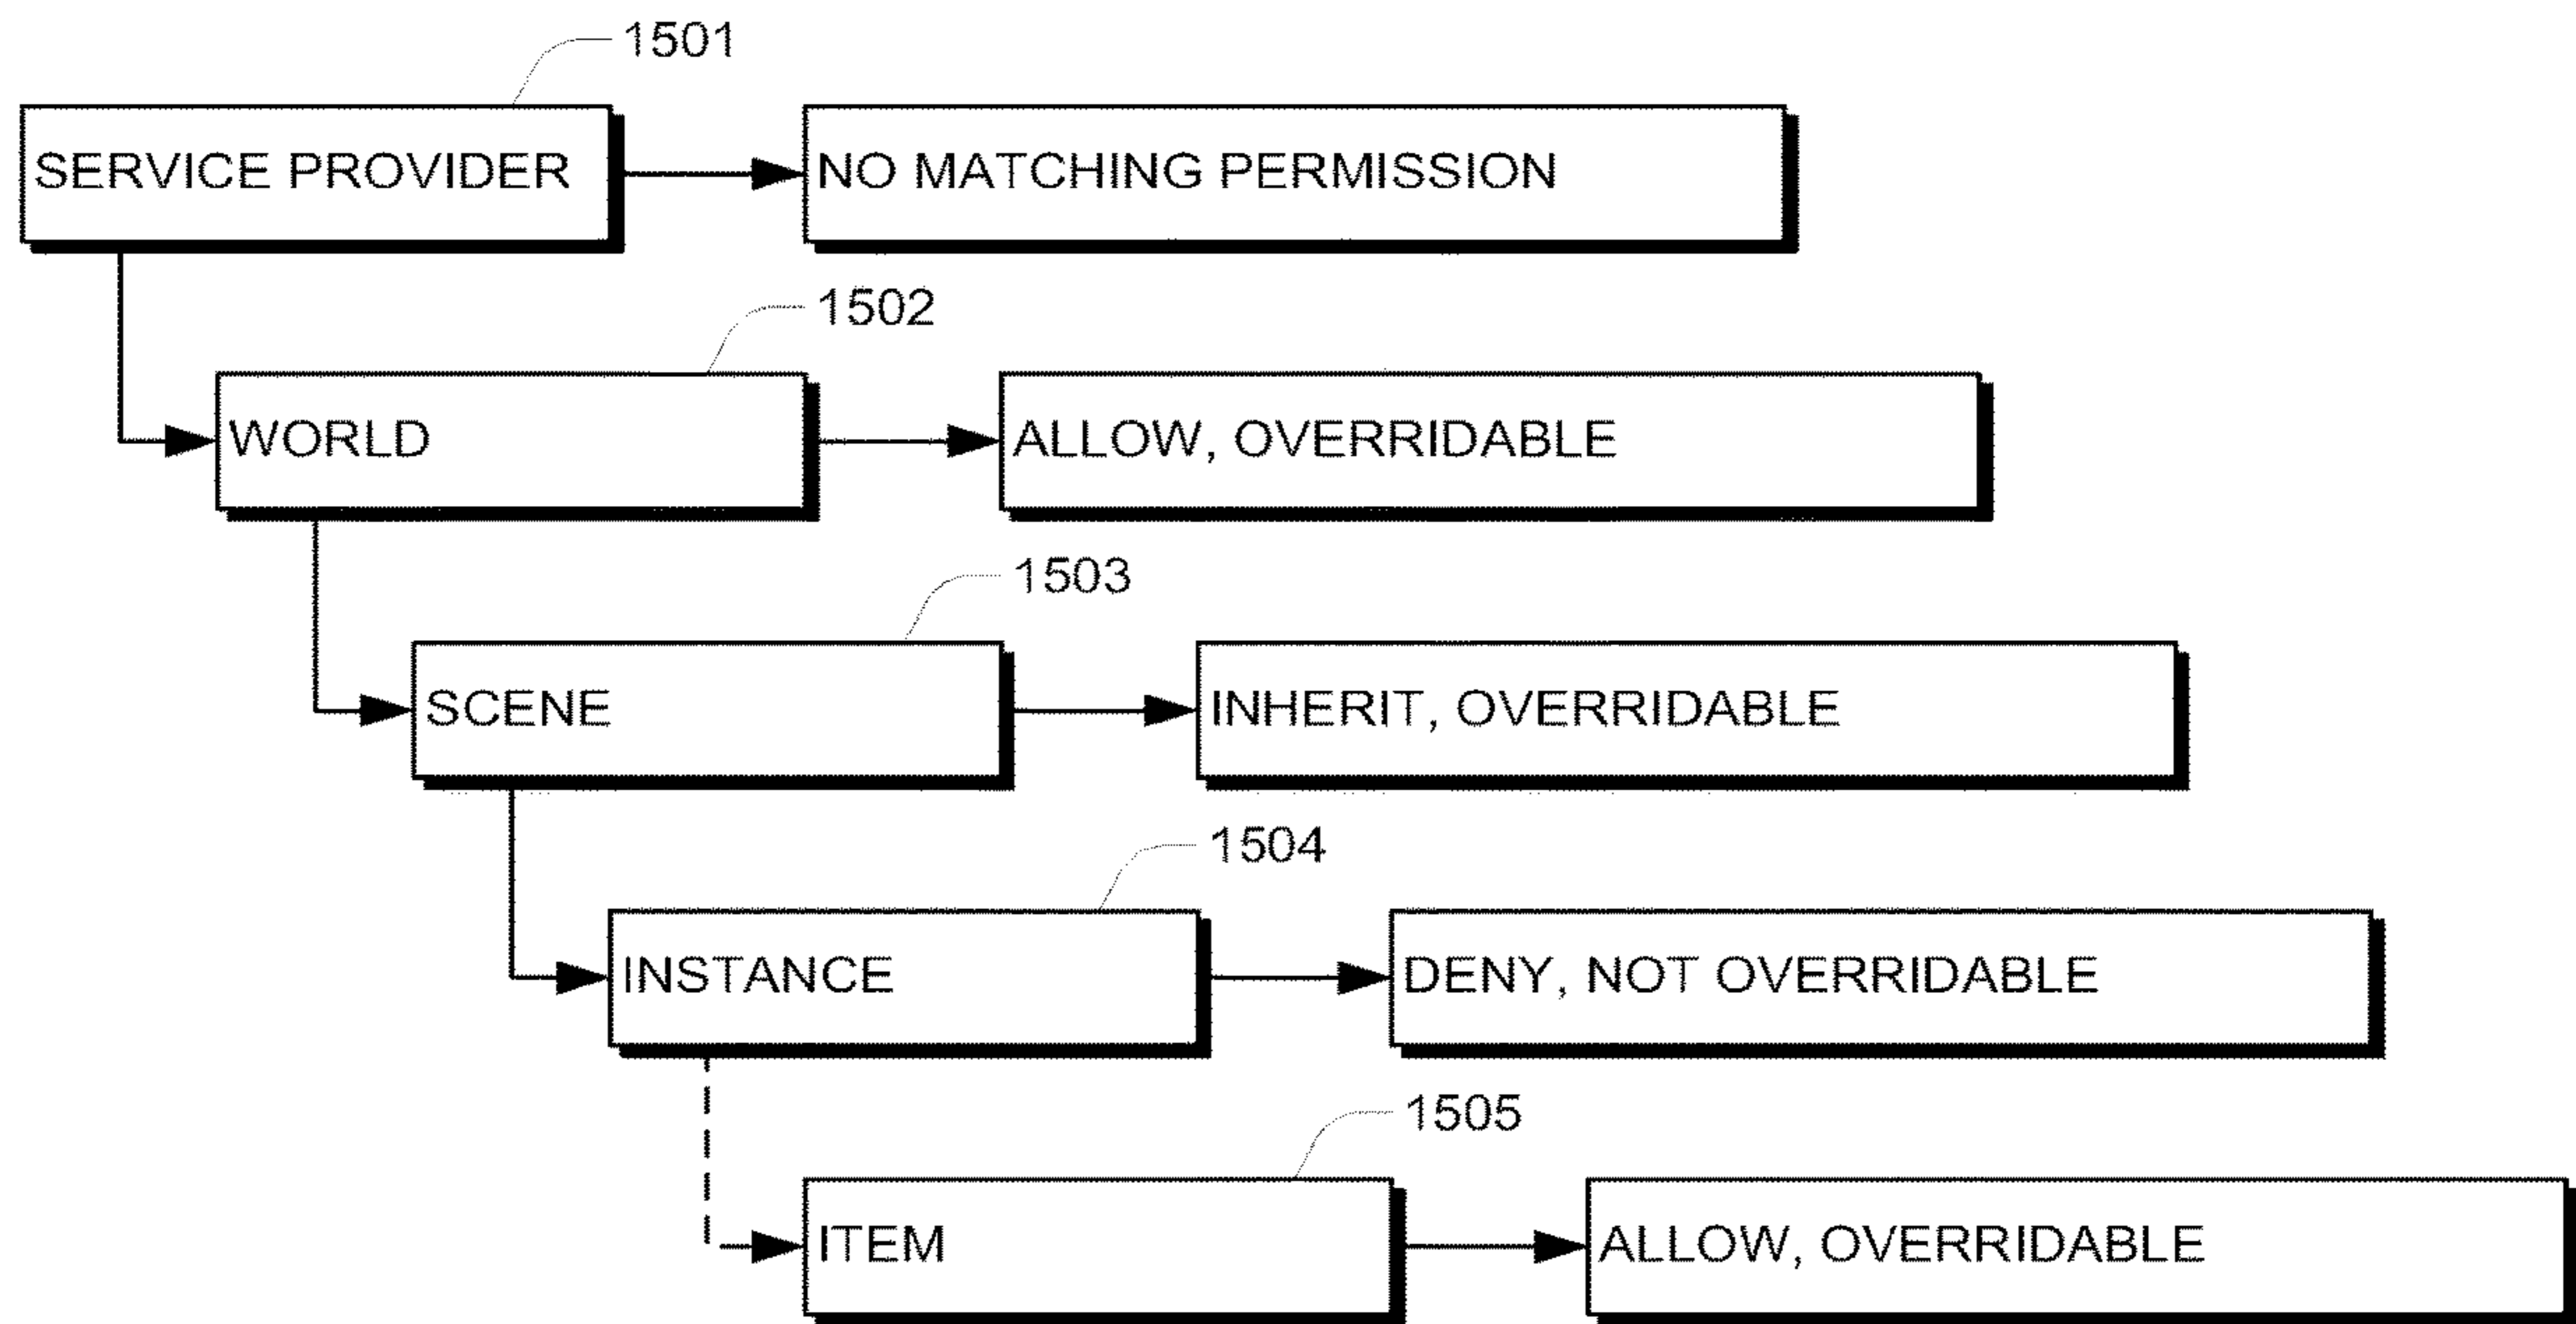 1501
SERVICE PROVIDER
NO MATCHING PERMISSION
1502
WORLD
ALLOW, OVERRIDABLE
1503
SCENE
INHERIT, OVERRIDABLE
1504
INSTANCE
DENY, NOT OVERRIDABLE
1505
ITEM
ALLOW, OVERRIDABLE